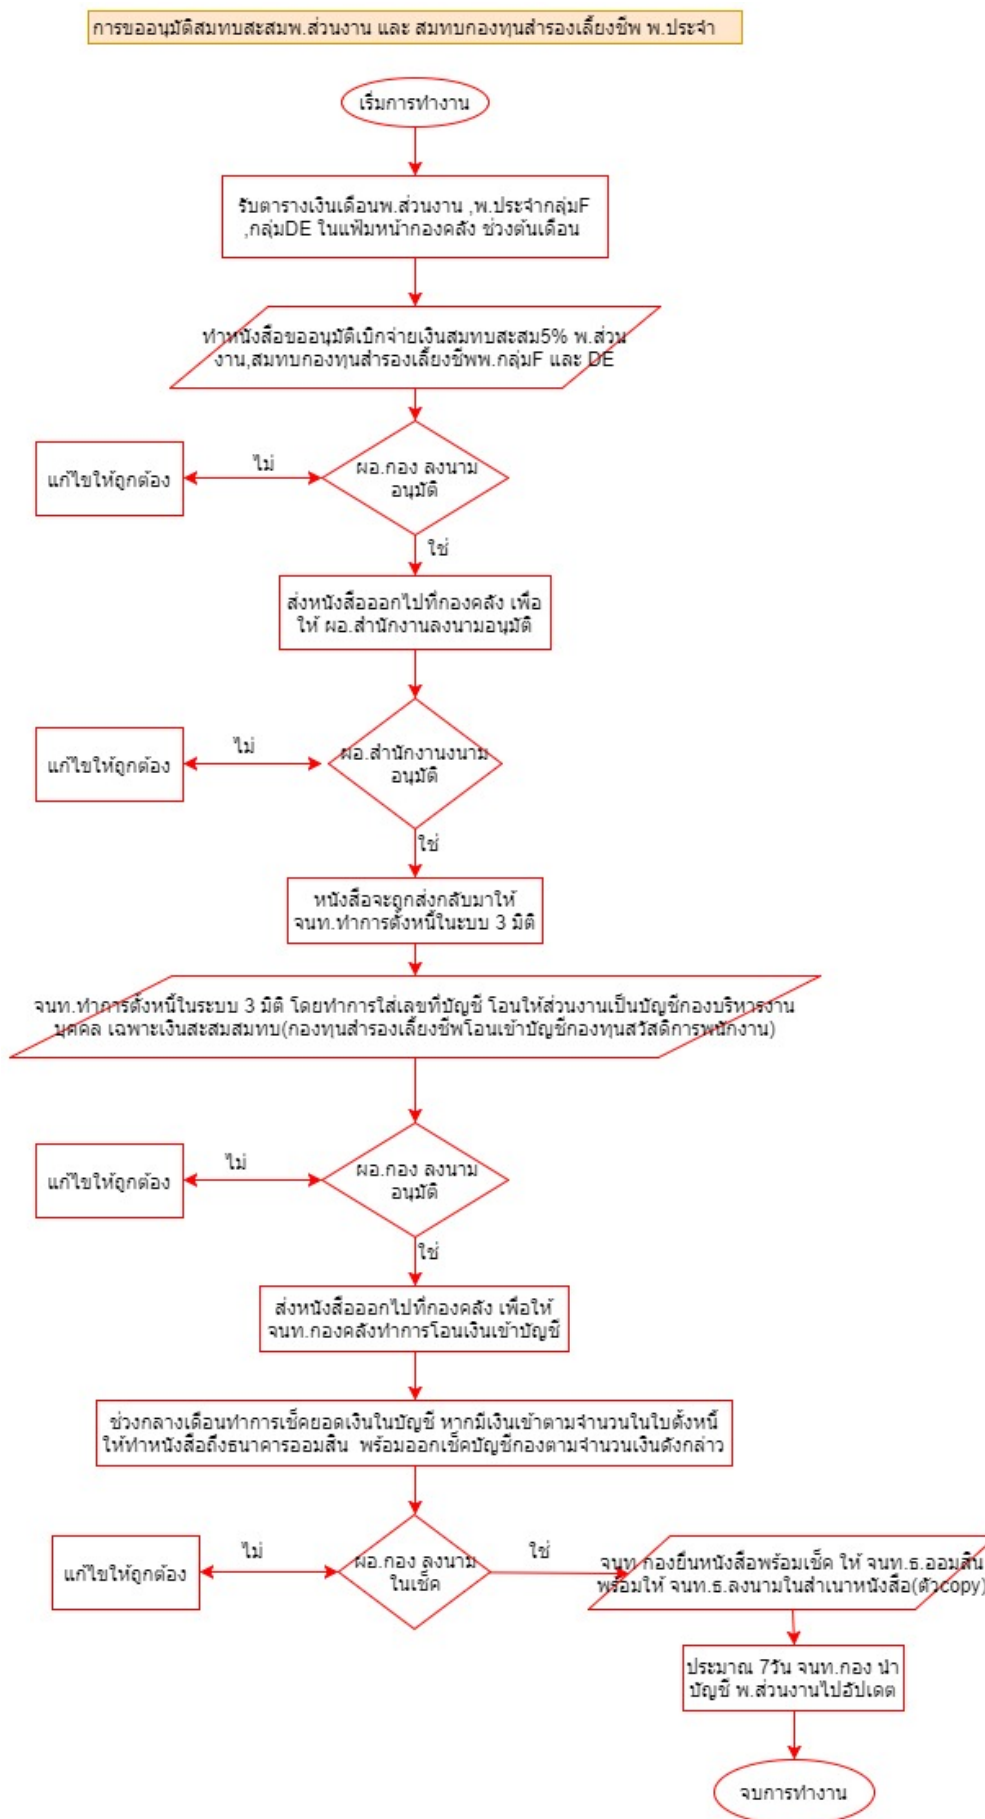 การขออนุมัติสมทบสะสมพ.ส่วนงาน และ สมทบกองทุนสำรองเลี้ยงชีพ พ.ประจำ
เริ่มการทำงาน
รับตารางเงินเดือนพ.ส่วนงาน ,พ.ประจำกลุ่มF
,กลุ่มDE ในแฟ้มหน้ากองคลัง ช่วงต้นเดือน
ทำหนังสือขออนุมัติเบิกจ่ายเงินสมทบสะสม5% พ.ส่วน
งาน,สมทบกองทุนสำรองเลี้ยงชีพพ.กลุ่มF และ DE
แก้ไขให้ถูกต้อง
ไม่
ผอ.กอง ลงนาม
อนุมัติ
ใช่
ส่งหนังสือออกไปที่กองคลัง เพื่อ
ให้ ผอ.สำนักงานลงนามอนุมัติ
แก้ไขให้ถูกต้อง
ไม่
ผอ.สำนักงานงนาม
อนุมัติ
ใช่
หนังสือจะถูกส่งกลับมาให้
จนท.ทำการตั้งหนี้ในระบบ 3 มิติ
จนท.ทำการตั้งหนี้ในระบบ 3 มิติ โดยทำการใส่เลขที่บัญชี โอนให้ส่วนงานเป็นบัญชีกองบริหารงาน
บุคคล เฉพาะเงินสะสมสมทบ(กองทุนสำรองเลี้ยงชีพโอนเข้าบัญชีกองทุนสวัสดิการพนักงาน)
แก้ไขให้ถูกต้อง
ไม่
ผอ.กอง ลงนาม
อนุมัติ
ใช่
ส่งหนังสือออกไปที่กองคลัง เพื่อให้
จนท.กองคลังทำการโอนเงินเข้าบัญชี
ช่วงกลางเดือนทำการเช็คยอดเงินในบัญชี หากมีเงินเข้าตามจำนวนในใบตั้งหนี้
ให้ทำหนังสือถึงธนาคารออมสิน พร้อมออกเช็คบัญชีกองตามจำนวนเงินดังกล่าว
แก้ไขให้ถูกต้อง
ไม่
ผอ.กอง ลงนาม
ในเช็ค
ใช่
จนท.กองยื่นหนังสือพร้อมเช็ค ให้ จนท.ธ.ออมสิน
พร้อมให้ จนท.ธ.ลงนามในสำเนาหนังสือ(ตัวcopy)
ประมาณ 7วัน จนท.กอง นำ
บัญชี พ.ส่วนงานไปอัปเดต
จบการทำงาน